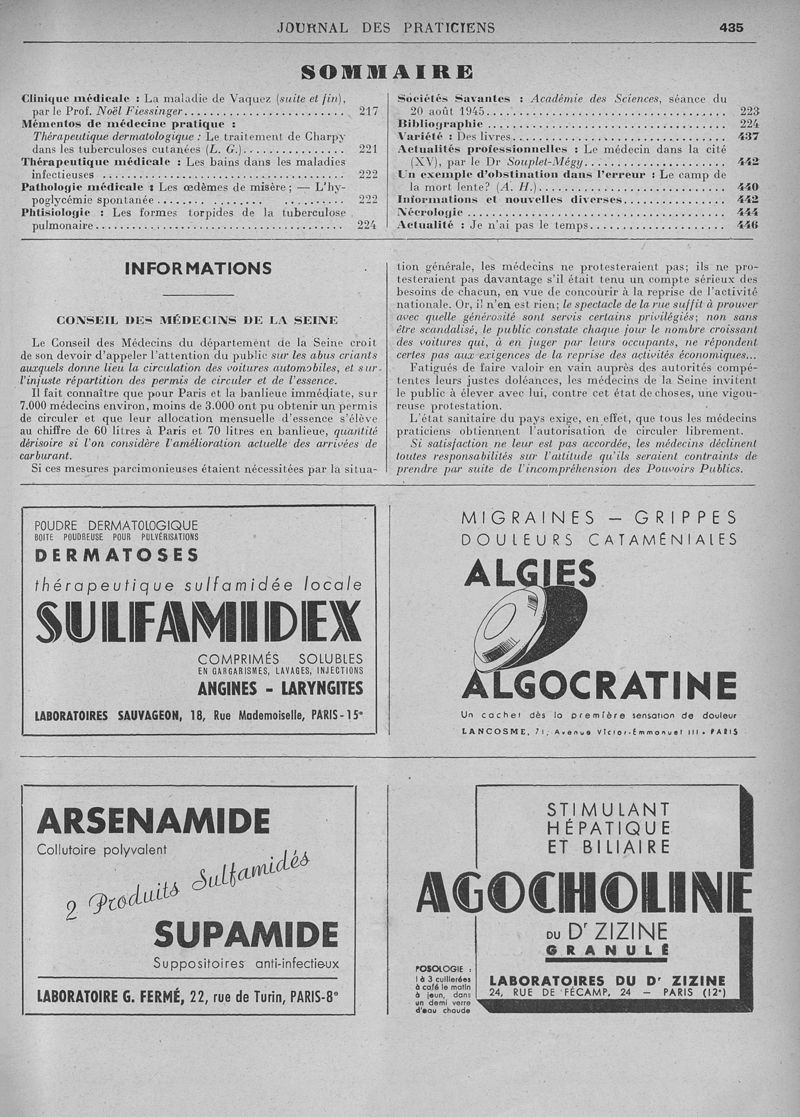 JOURNAL DES PRATICIENS
435
SOMMAIRE
Clinique médicale : La maladie de Vaquez (suite et fin),
par le Prof. Noël Fiessinger........................ 217
Mémentos de médecine pratique :
Thérapeutique dermatologique : Le traitement de Charpy
dans les tuberculoses cutanées (L. G.)............... 221
Thérapeutique médicale : Les bains dans les maladies
infectieuses ................................... 222
Pathologie médicale : Les œdèmes de misère ; — L'hy-
poglycémie spontanée ........ ........ ......... 222
Phtisiologie : Les formes torpides de la tuberculose
pulmonaire................................... 224
Sociétés Savantes : Académie des Sciences, séance du
20 août 1945................................... 223
Bibliographie ................................... 224
Variété : Des livres............................... 437
Actualités professionnelles : Le médecin dans la cité
(XV), par le Dr Souplet-Mégy.................... 442
Un exemple d'obstination dans l'erreur : Le camp de
la mort lente? (A. H.)........................... 440
Informations et nouvelles diverses............... 442
Nécrologie ................................... 444
Actualité : Je n'ai pas le temps.................... 446
INFORMATIONS
CONSEIL DES MÉDECINS DE LA SEINE
Le Conseil des Médecins du département de la Seine croit
de son devoir d'appeler l'attention du public sur les abus criants
auxquels donne lieu la circulation des voitures automobiles, et sur
l'injuste répartition des permis de circuler et de l'essence.
Il fait connaître que pour Paris et la banlieue immédiate, sur
7.000 médecins environ, moins de 3.000 ont pu obtenir un permis
de circuler et que leur allocation mensuelle d'essence s'élève
au chiffre de 60 litres à Paris et 70 litres en banlieue, quantité
dérisoire si l'on considère l'amélioration actuelle des arrivées de
carburant.
Si ces mesures parcimonieuses étaient nécessitées par la situa-
tion générale, les médecins ne protesteraient pas; ils ne pro-
testeraient pas davantage s'il était tenu un compte sérieux des
besoins de chacun, en vue de concourir à la reprise de l'activité
nationale. Or, il n'en est rien; le spectacle de la rue suffit à prouver
avec quelle générosité sont servis certains privilégiés; non sans
être scandalisé, le public constate chaque jour le nombre croissant
des voitures qui, à en juger par leurs occupants, ne répondent
certes pas aux exigences de la reprise des activités économiques...
Fatigués de faire valoir en vain auprès des autorités compé-
tentes leurs justes doléances, les médecins de la Seine invitent
le public à élever avec lui, contre cet état de choses, une vigou-
reuse protestation.
L'état sanitaire du pays exige, en effet, que tous les médecins
praticiens obtiennent l'autorisation de circuler librement.
Si satisfaction ne leur est pas accordée, les médecins déclinent
toutes responsabilités sur l'attitude qu'ils seraient contraints de
prendre par suite de l'incompréhension des Pouvoirs Publics.
POUDRE DERMATOLOGIQUE
BOITE POUDREUSE POUR PULVÉRISATIONS
DERMATOSES
thérapeutique sulfamidée locale
SULFAMIDEX
COMPRIMÉS SOLUBLES
EN GARGARISMES, LAVAGES, INJECTIONS
ANGINES - LARYNGITES
LABORATOIRES SAUVAGEON, 18, Rue Mademoiselle, PARIS-15e
MIGRAINES — GRIPPES
DOULEURS CATAMÉNIALES
ALGIES
ALGOCRATINE
Un cachet dès la première sensation de douleur
LANCOSME, 71, Avenue Victor-Emmanuel III - PARIS
ARSENAMIDE
Collutoire polyvalent
2 Produits Sulfamidés
SUPAMIDE
Suppositoires anti-infectieux
LABORATOIRE G. FERMÉ, 22, rue de Turin, PARIS-8e
STIMULANT
HÉPATIQUE
ET BILIAIRE
AGOCHOLINE
DU Dr ZIZINE
GRANULÉ
POSOLOGIE :
1 à 3 cuillerées
à café le matin
à jeun, dans
un demi verre
d'eau chaude
LABORATOIRES DU Dr ZIZINE
24, RUE DE FÉCAMP, 24 — PARIS (12e)